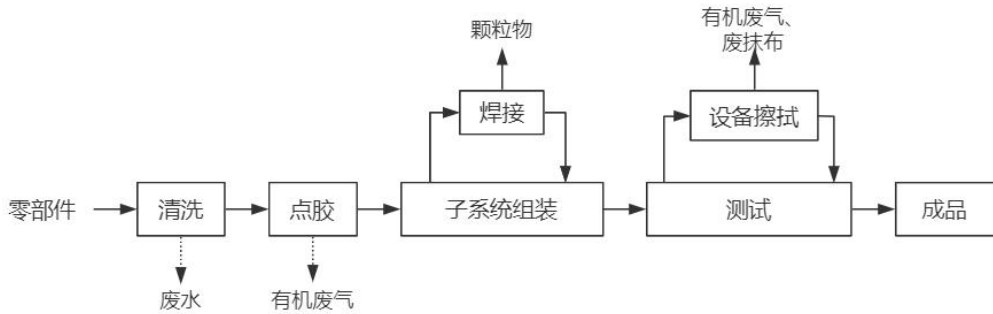 颗粒物
有机废气、
废抹布
焊接
设备擦拭
零部件
清洗
点胶
子系统组装
测试
成品
废水
有机废气